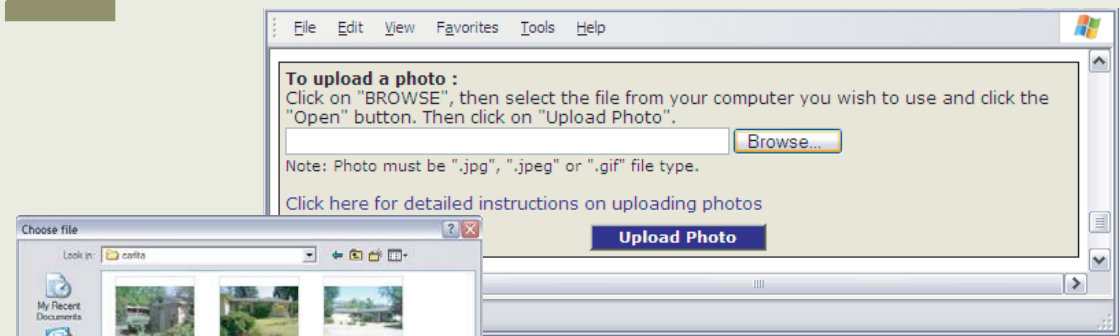 File Edit View Favorites Tools Help
To upload a photo :
Click on "BROWSE", then select the file from your computer you wish to use and click the
"Open" button. Then click on "Upload Photo".
Browse...
Note: Photo must be ".jpg", ".jpeg" or ".gif" file type.
Click here for detailed instructions on uploading photos
Upload Photo
Choose file
Look in: carlita
My Recent
Documents